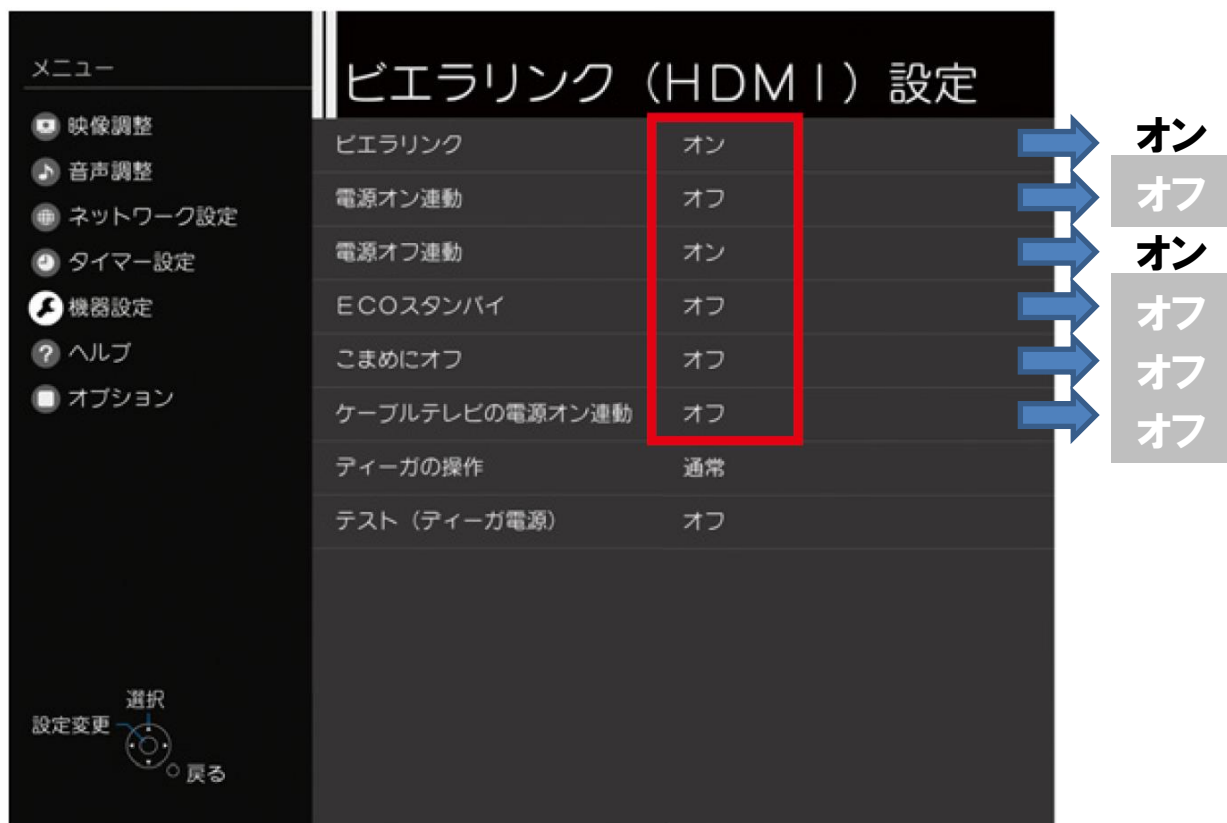 メニュー
映像調整
音声調整
ネットワーク設定
タイマー設定
機器設定
? ヘルプ
オプション
選択
設定変更
戻る
ビエラリンク(HDMI)設定
ビエラリンク オン オン
電源オン連動 オフ オフ
電源オフ連動 オン オン
ECOスタンバイ オフ オフ
こまめにオフ オフ オフ
ケーブルテレビの電源オン連動 オフ オフ
ディーガの操作 通常
テスト(ディーガ電源) オフ